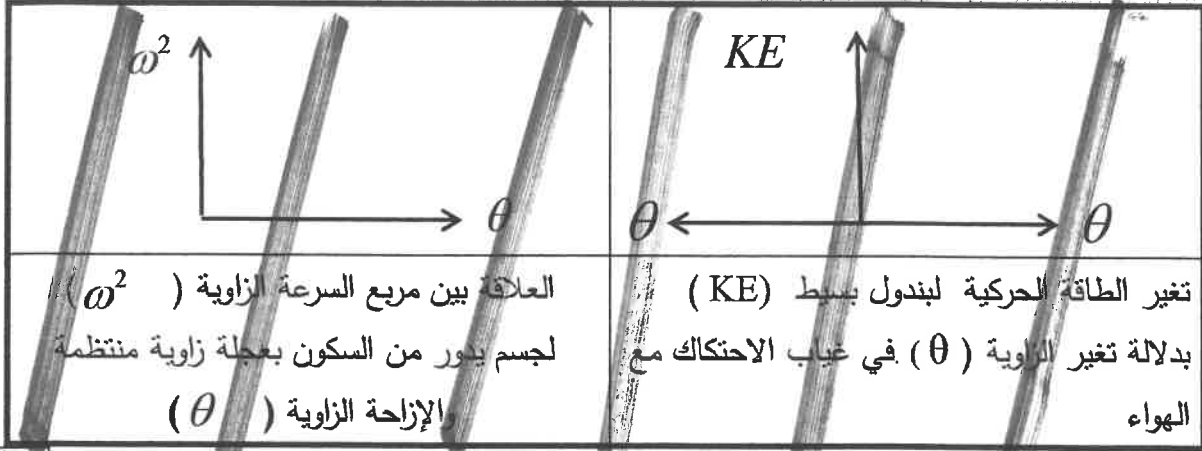 KE
θ θ
ω²
θ
تغير الطاقة الحركية لبندول بسيط (KE)
بدلالة تغير الزاوية (θ) في غياب الاحتكاك مع
الهواء
العلاقة بين مربع السرعة الزاوية (ω²)
لجسم يدور من السكون بعجلة زاوية منتظمة
والإزاحة الزاوية (θ)